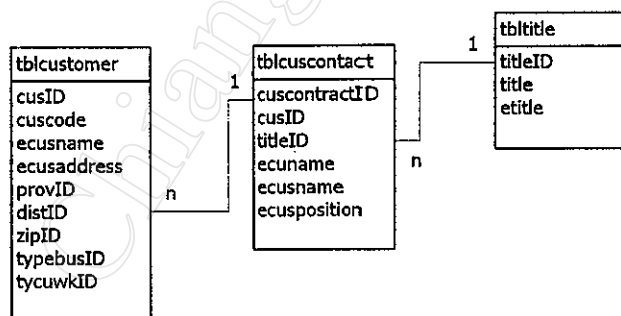 tblcustomer
cusID
cuscode
ecusname
ecusaddress
provID
distID
zipID
typebusID
tycuwkID
n
1
tblcuscontact
cuscontractID
cusID
titleID
ecuname
ecusname
ecusposition
n
1
tbltitle
titleID
title
etitle
Chiang